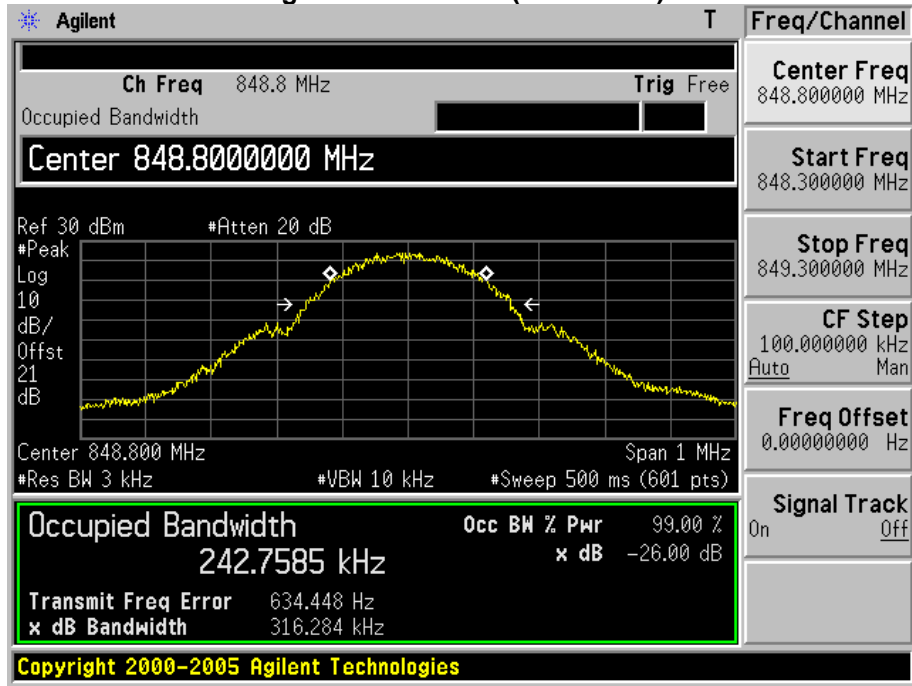 Agilent T Freq/Channel
Ch Freq 848.8 MHz Trig Free
Occupied Bandwidth
Center 848.8000000 MHz
Ref 30 dBm #Atten 20 dB
#Peak
Log
10
dB/
Offst
21
dB
Center 848.800 MHz Span 1 MHz
#Res BW 3 kHz #VBW 10 kHz #Sweep 500 ms (601 pts)
Occupied Bandwidth Occ BW % Pwr 99.00 %
242.7585 kHz x dB -26.00 dB
Transmit Freq Error 634.448 Hz
x dB Bandwidth 316.284 kHz
Copyright 2000-2005 Agilent Technologies
Center Freq
848.800000 MHz
Start Freq
848.300000 MHz
Stop Freq
849.300000 MHz
CF Step
100.000000 kHz
Auto Man
Freq Offset
0.00000000 Hz
Signal Track
On Off